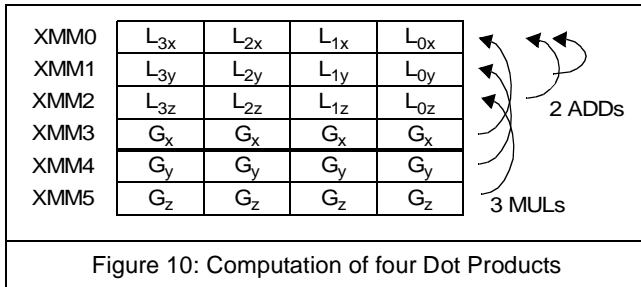 XMM0 L3x L2x L1x L0x
XMM1 L3y L2y L1y L0y
XMM2 L3z L2z L1z L0z
2 ADDs
XMM3 Gx Gx Gx Gx
XMM4 Gy Gy Gy Gy
XMM5 Gz Gz Gz Gz
3 MULs
Figure 10: Computation of four Dot Products